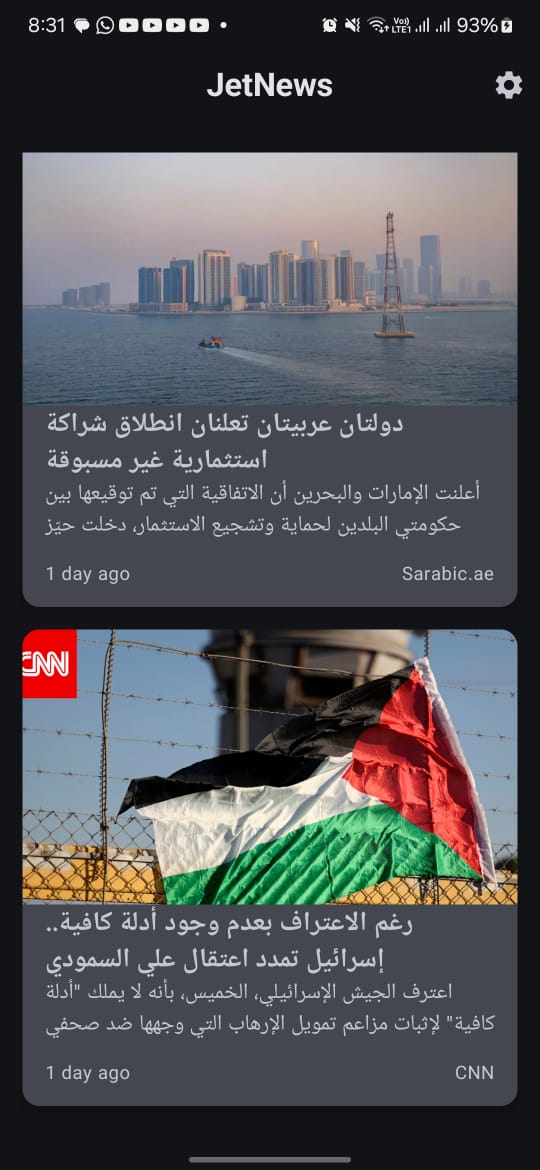 8:31
Vo)) LTE1 93%
JetNews
دولتان عربيتان تعلنان انطلاق شراكة
استثمارية غير مسبوقة
أعلنت الإمارات والبحرين أن الاتفاقية التي تم توقيعها بين
حكومتي البلدين لحماية وتشجيع الاستثمار، دخلت حيّز
1 day ago
Sarabic.ae
CNN
رغم الاعتراف بعدم وجود أدلة كافية..
إسرائيل تمدد اعتقال علي السمودي
اعترف الجيش الإسرائيلي، الخميس، بأنه لا يملك "أدلة
كافية" لإثبات مزاعم تمويل الإرهاب التي وجهها ضد صحفي
1 day ago
CNN